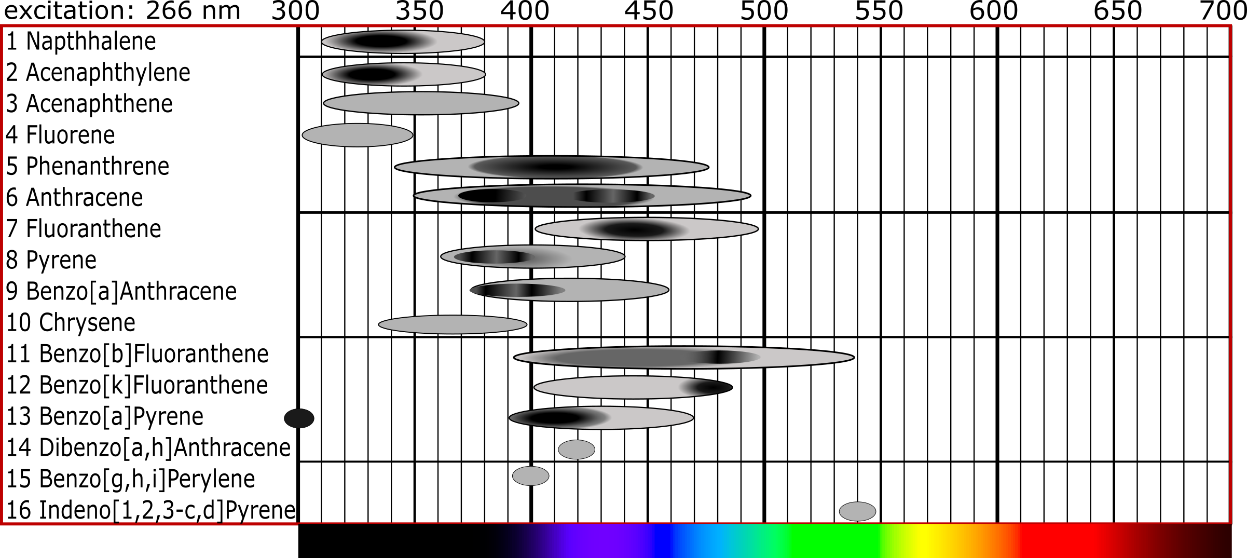 excitation: 266 nm 300 350 400 450 500 550 600 650 700
1 Napthhalene
2 Acenaphthylene
3 Acenaphthene
4 Fluorene
5 Phenanthrene
6 Anthracene
7 Fluoranthene
8 Pyrene
9 Benzo[a]Anthracene
10 Chrysene
11 Benzo[b]Fluoranthene
12 Benzo[k]Fluoranthene
13 Benzo[a]Pyrene
14 Dibenzo[a,h]Anthracene
15 Benzo[g,h,i]Perylene
16 Indeno[1,2,3-c,d]Pyrene